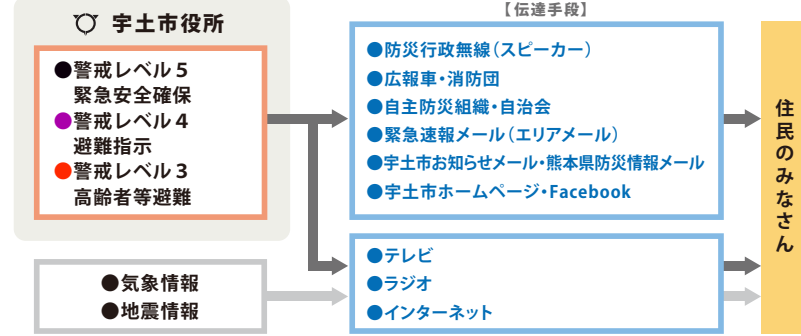 【伝達手段】
宇土市役所
●警戒レベル5
緊急安全確保
●警戒レベル4
避難指示
●警戒レベル3
高齢者等避難
●気象情報
●地震情報
●防災行政無線(スピーカー)
●広報車・消防団
●自主防災組織・自治会
●緊急速報メール(エリアメール)
●宇土市お知らせメール・熊本県防災情報メール
●宇土市ホームページ・Facebook
●テレビ
●ラジオ
●インターネット
住民のみなさん